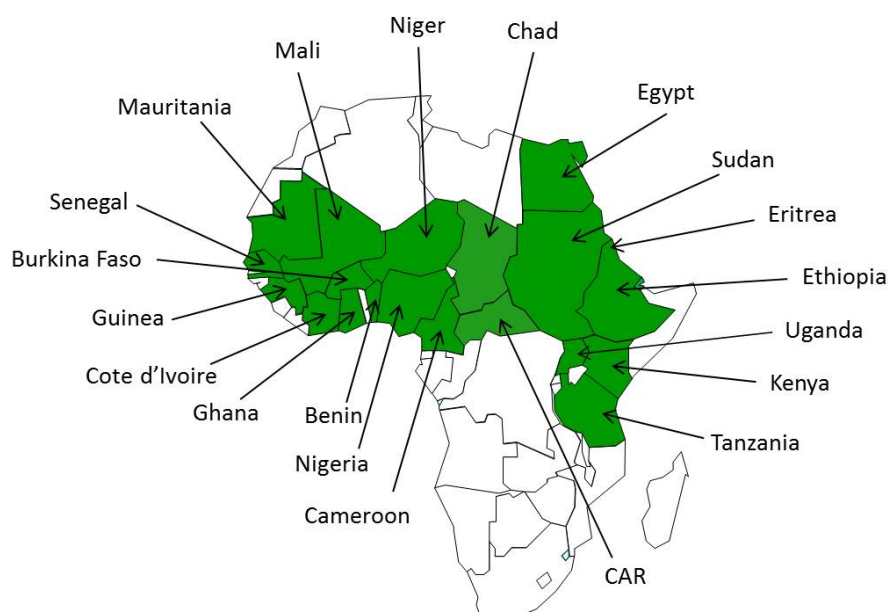 Niger
Chad
Mali
Egypt
Mauritania
Sudan
Senegal
Eritrea
Burkina Faso
Ethiopia
Guinea
Uganda
Cote d’Ivoire
Kenya
Ghana
Benin
Tanzania
Nigeria
Cameroon
CAR